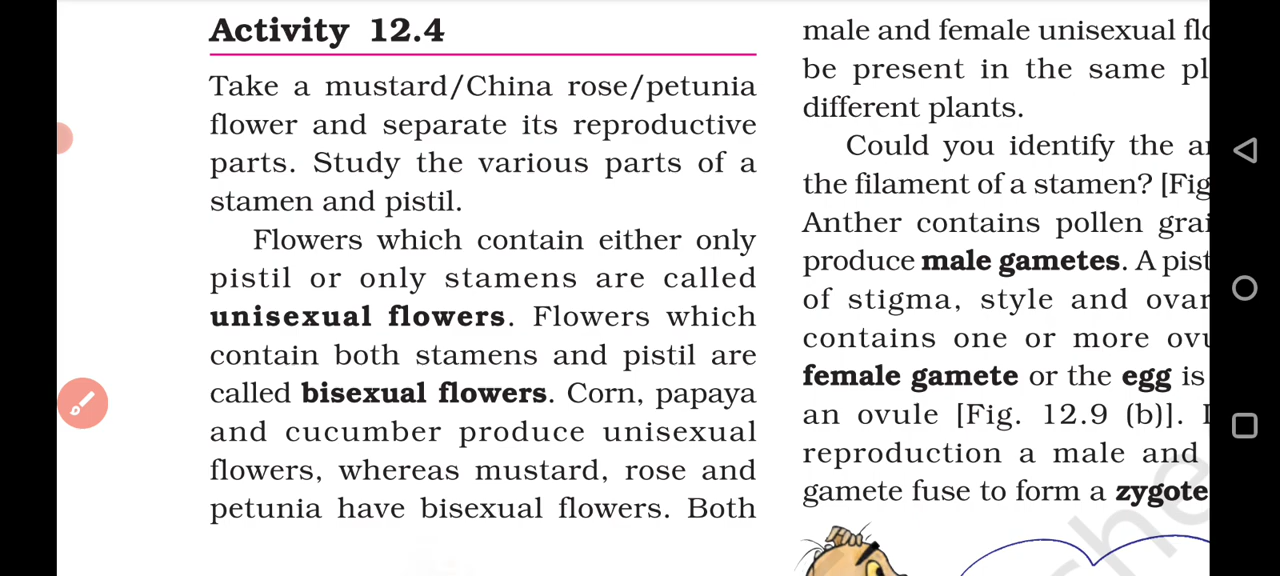 Activity 12.4
Take a mustard/China rose/petunia
flower and separate its reproductive
parts. Study the various parts of a
stamen and pistil.
Flowers which contain either only
pistil or only stamens are called
unisexual flowers. Flowers which
contain both stamens and pistil are
called bisexual flowers. Corn, papaya
and cucumber produce unisexual
flowers, whereas mustard, rose and
petunia have bisexual flowers. Both
male and female unisexual
be present in the same
different plants.
Could you identify the
the filament of a stamen? [Fig
Anther contains pollen
produce male gametes. A
of stigma, style and
contains one or more
female gamete or the egg is
an ovule [Fig. 12.9 (b)].
reproduction a male and
gamete fuse to form a zygote